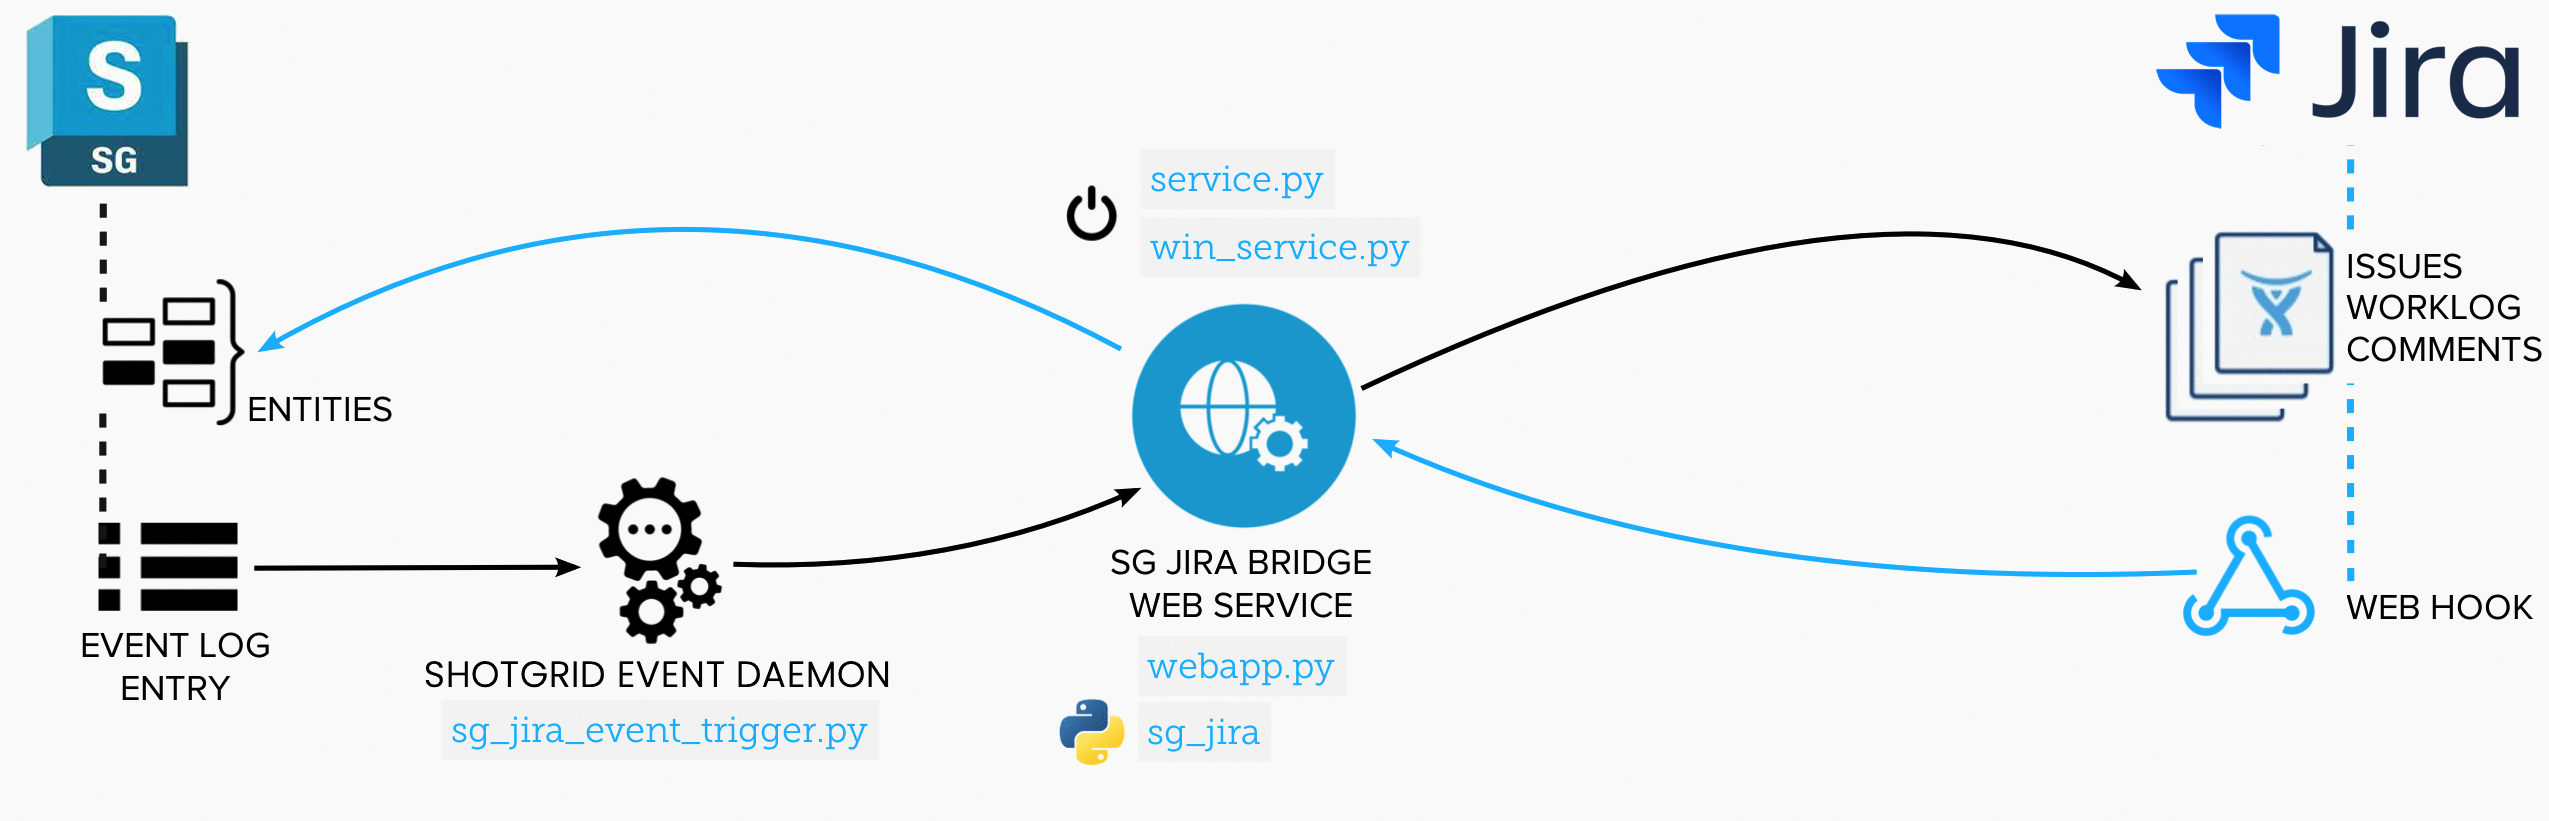 S
SG
Jira
service.py
win_service.py
ISSUES
WORKLOG
COMMENTS
ENTITIES
SG JIRA BRIDGE
WEB SERVICE
webapp.py
sg_jira
EVENT LOG
ENTRY
SHOTGRID EVENT DAEMON
sg_jira_event_trigger.py
WEB HOOK